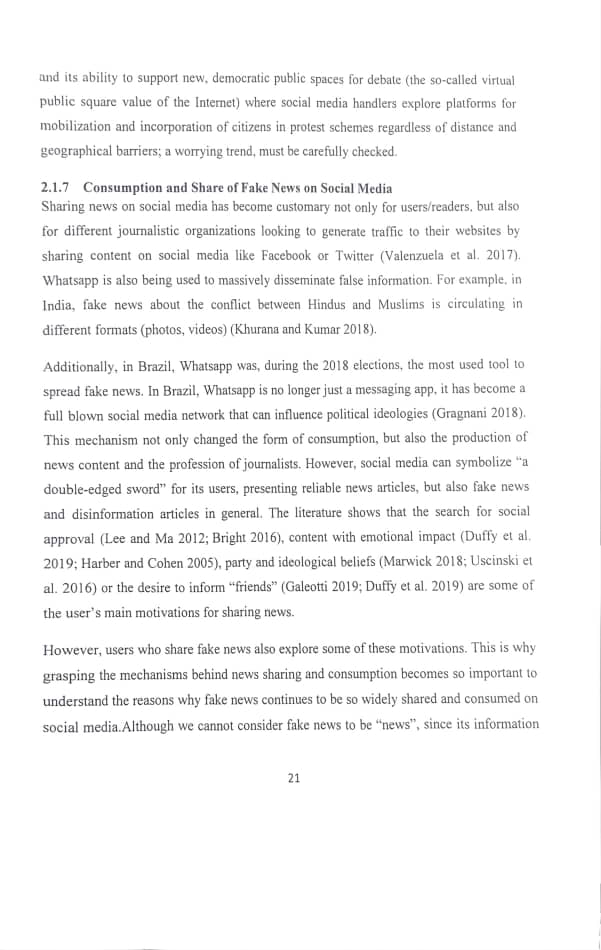 and its ability to support new, democratic public spaces for debate (the so-called virtual
public square value of the Internet) where social media handlers explore platforms for
mobilization and incorporation of citizens in protest schemes regardless of distance and
geographical barriers; a worrying trend, must be carefully checked.
2.1.7 Consumption and Share of Fake News on Social Media
Sharing news on social media has become customary not only for users/readers, but also
for different journalistic organizations looking to generate traffic to their websites by
sharing content on social media like Facebook or Twitter (Valenzuela et al. 2017).
Whatsapp is also being used to massively disseminate false information. For example, in
India, fake news about the conflict between Hindus and Muslims is circulating in
different formats (photos, videos) (Khurana and Kumar 2018).
Additionally, in Brazil, Whatsapp was, during the 2018 elections, the most used tool to
spread fake news. In Brazil, Whatsapp is no longer just a messaging app, it has become a
full blown social media network that can influence political ideologies (Gragnani 2018).
This mechanism not only changed the form of consumption, but also the production of
news content and the profession of journalists. However, social media can symbolize “a
double-edged sword” for its users, presenting reliable news articles, but also fake news
and disinformation articles in general. The literature shows that the search for social
approval (Lee and Ma 2012; Bright 2016), content with emotional impact (Duffy et al.
2019; Harber and Cohen 2005), party and ideological beliefs (Marwick 2018; Uscinski et
al. 2016) or the desire to inform “friends” (Galeotti 2019; Duffy et al. 2019) are some of
the user’s main motivations for sharing news.
However, users who share fake news also explore some of these motivations. This is why
grasping the mechanisms behind news sharing and consumption becomes so important to
understand the reasons why fake news continues to be so widely shared and consumed on
social media.Although we cannot consider fake news to be “news”, since its information
21